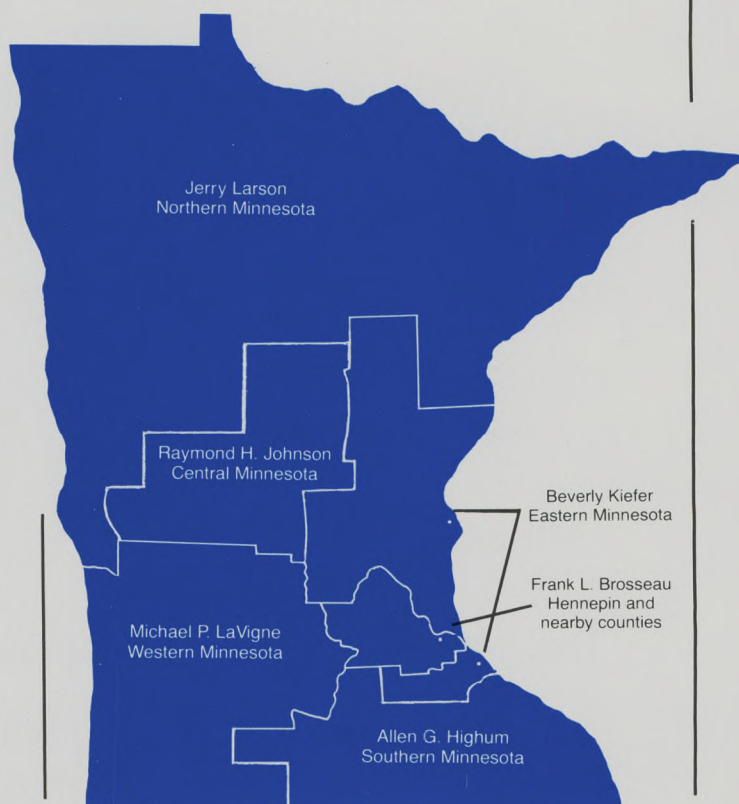 Jerry Larson
Northern Minnesota
Raymond H. Johnson
Central Minnesota
Beverly Kiefer
Eastern Minnesota
Frank L. Brosseau
Hennepin and
nearby counties
Michael P. LaVigne
Western Minnesota
Allen G. Highum
Southern Minnesota